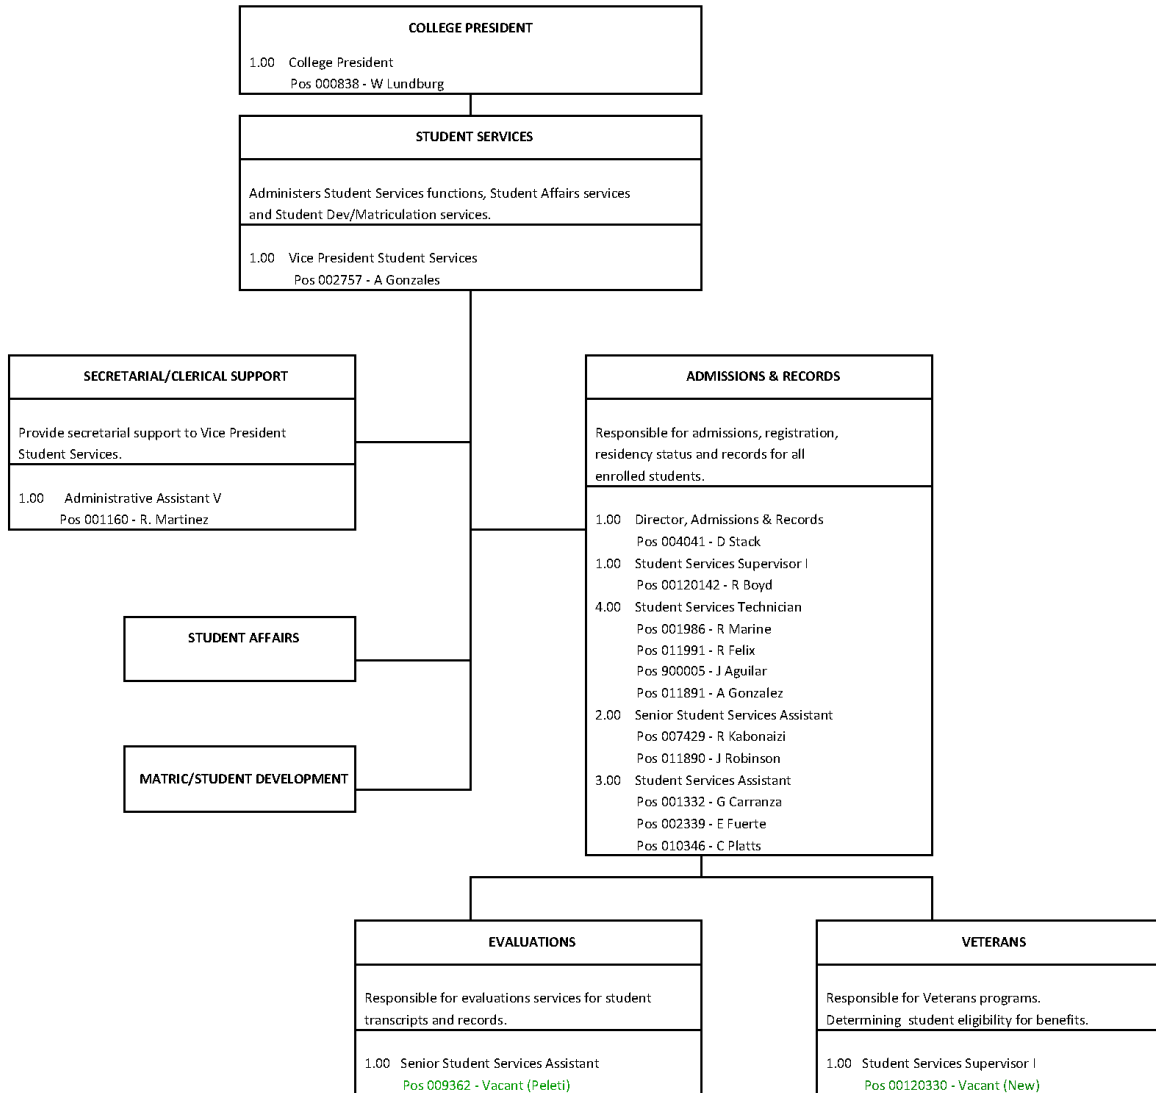 COLLEGE PRESIDENT
1.00 College President
Pos 000838 - W Lundburg
STUDENT SERVICES
Administers Student Services functions, Student Affairs services
and Student Dev/Matriculation services.
1.00 Vice President Student Services
Pos 002757 - A Gonzales
SECRETARIAL/CLERICAL SUPPORT
Provide secretarial support to Vice President
Student Services.
1.00 Administrative Assistant V
Pos 001160 - R. Martinez
ADMISSIONS & RECORDS
Responsible for admissions, registration,
residency status and records for all
enrolled students.
1.00 Director, Admissions & Records
Pos 004041 - D Stack
1.00 Student Services Supervisor I
Pos 00120142 - R Boyd
4.00 Student Services Technician
Pos 001986 - R Marine
Pos 011991 - R Felix
Pos 900005 - J Aguilar
Pos 011891 - A Gonzalez
2.00 Senior Student Services Assistant
Pos 007429 - R Kabonaizi
Pos 011890 - J Robinson
3.00 Student Services Assistant
Pos 001332 - G Carranza
Pos 002339 - E Fuerte
Pos 010346 - C Platts
STUDENT AFFAIRS
MATRIC/STUDENT DEVELOPMENT
EVALUATIONS
Responsible for evaluations services for student
transcripts and records.
1.00 Senior Student Services Assistant
Pos 009362 - Vacant (Peleti)
VETERANS
Responsible for Veterans programs.
Determining student eligibility for benefits.
1.00 Student Services Supervisor I
Pos 00120330 - Vacant (New)